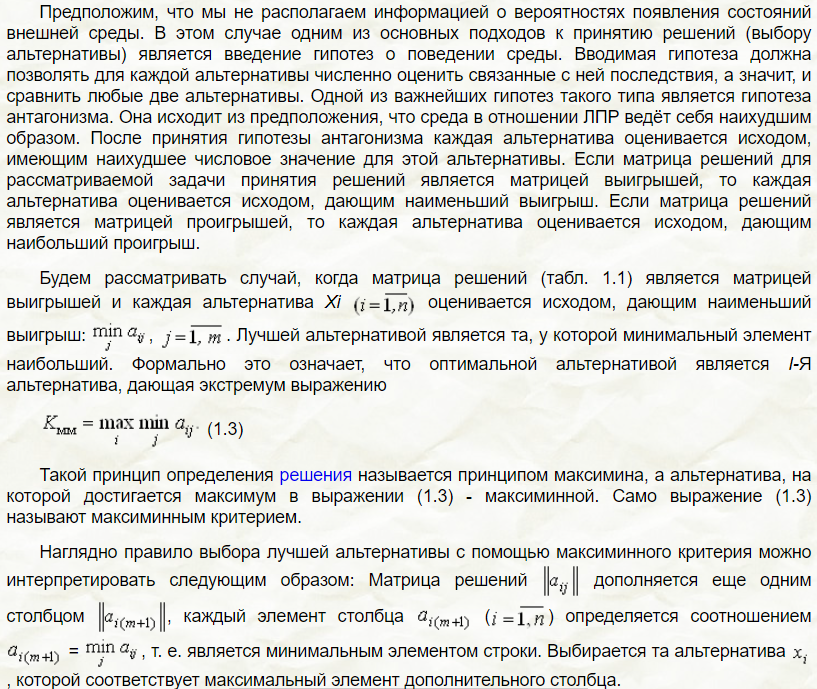 Предположим, что мы не располагаем информацией о вероятностях появления состояний
внешней среды. В этом случае одним из основных подходов к принятию решений (выбору
альтернативы) является введение гипотез о поведении среды. Вводимая гипотеза должна
позволять для каждой альтернативы численно оценить связанные с ней последствия, а значит, и
сравнить любые две альтернативы. Одной из важнейших гипотез такого типа является гипотеза
антагонизма. Она исходит из предположения, что среда в отношении ЛПР ведёт себя наихудшим
образом. После принятия гипотезы антагонизма каждая альтернатива оценивается исходом,
имеющим наихудшее числовое значение для этой альтернативы. Если матрица решений для
рассматриваемой задачи принятия решений является матрицей выигрышей, то каждая
альтернатива оценивается исходом, дающим наименьший выигрыш. Если матрица решений
является матрицей проигрышей, то каждая альтернатива оценивается исходом, дающим
наибольший проигрыш.
Будем рассматривать случай, когда матрица решений (табл. 1.1) является матрицей
выигрышей и каждая альтернатива Xi (i = 1,n) оценивается исходом, дающим наименьший
выигрыш: min a_ij , j = 1, m . Лучшей альтернативой является та, у которой минимальный элемент
j
наибольший. Формально это означает, что оптимальной альтернативой является I-Я
альтернатива, дающая экстремум выражению
K_мм = max min a_ij. (1.3)
i j
Такой принцип определения решения называется принципом максимина, а альтернатива, на
которой достигается максимум в выражении (1.3) - максиминной. Само выражение (1.3)
называют максиминным критерием.
Наглядно правило выбора лучшей альтернативы с помощью максиминного критерия можно
интерпретировать следующим образом: Матрица решений ||a_ij|| дополняется еще одним
столбцом ||a_i(m+1)||, каждый элемент столбца a_i(m+1) (i = 1,n) определяется соотношением
a_i(m+1) = min a_ij , т. е. является минимальным элементом строки. Выбирается та альтернатива x_i
j
, которой соответствует максимальный элемент дополнительного столбца.